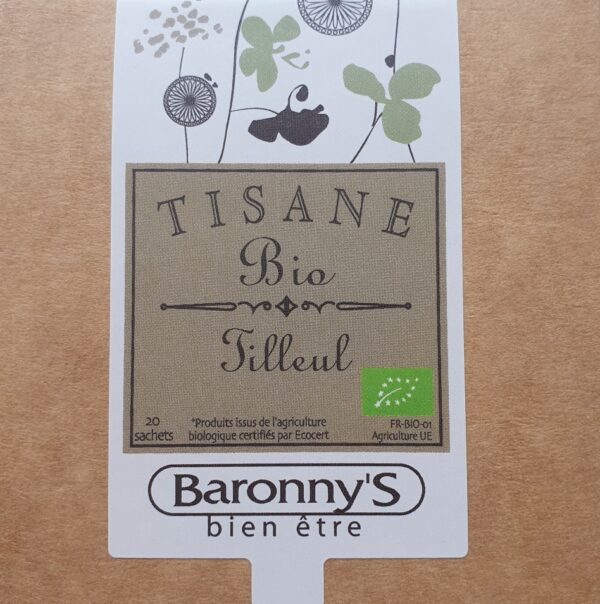 TISANE
Bio
Tilleul
20
sachets
*Produits issus de l'agriculture
biologique certifiés par Ecocert
FR-BIO-01
Agriculture UE
Baronny'S
bien être